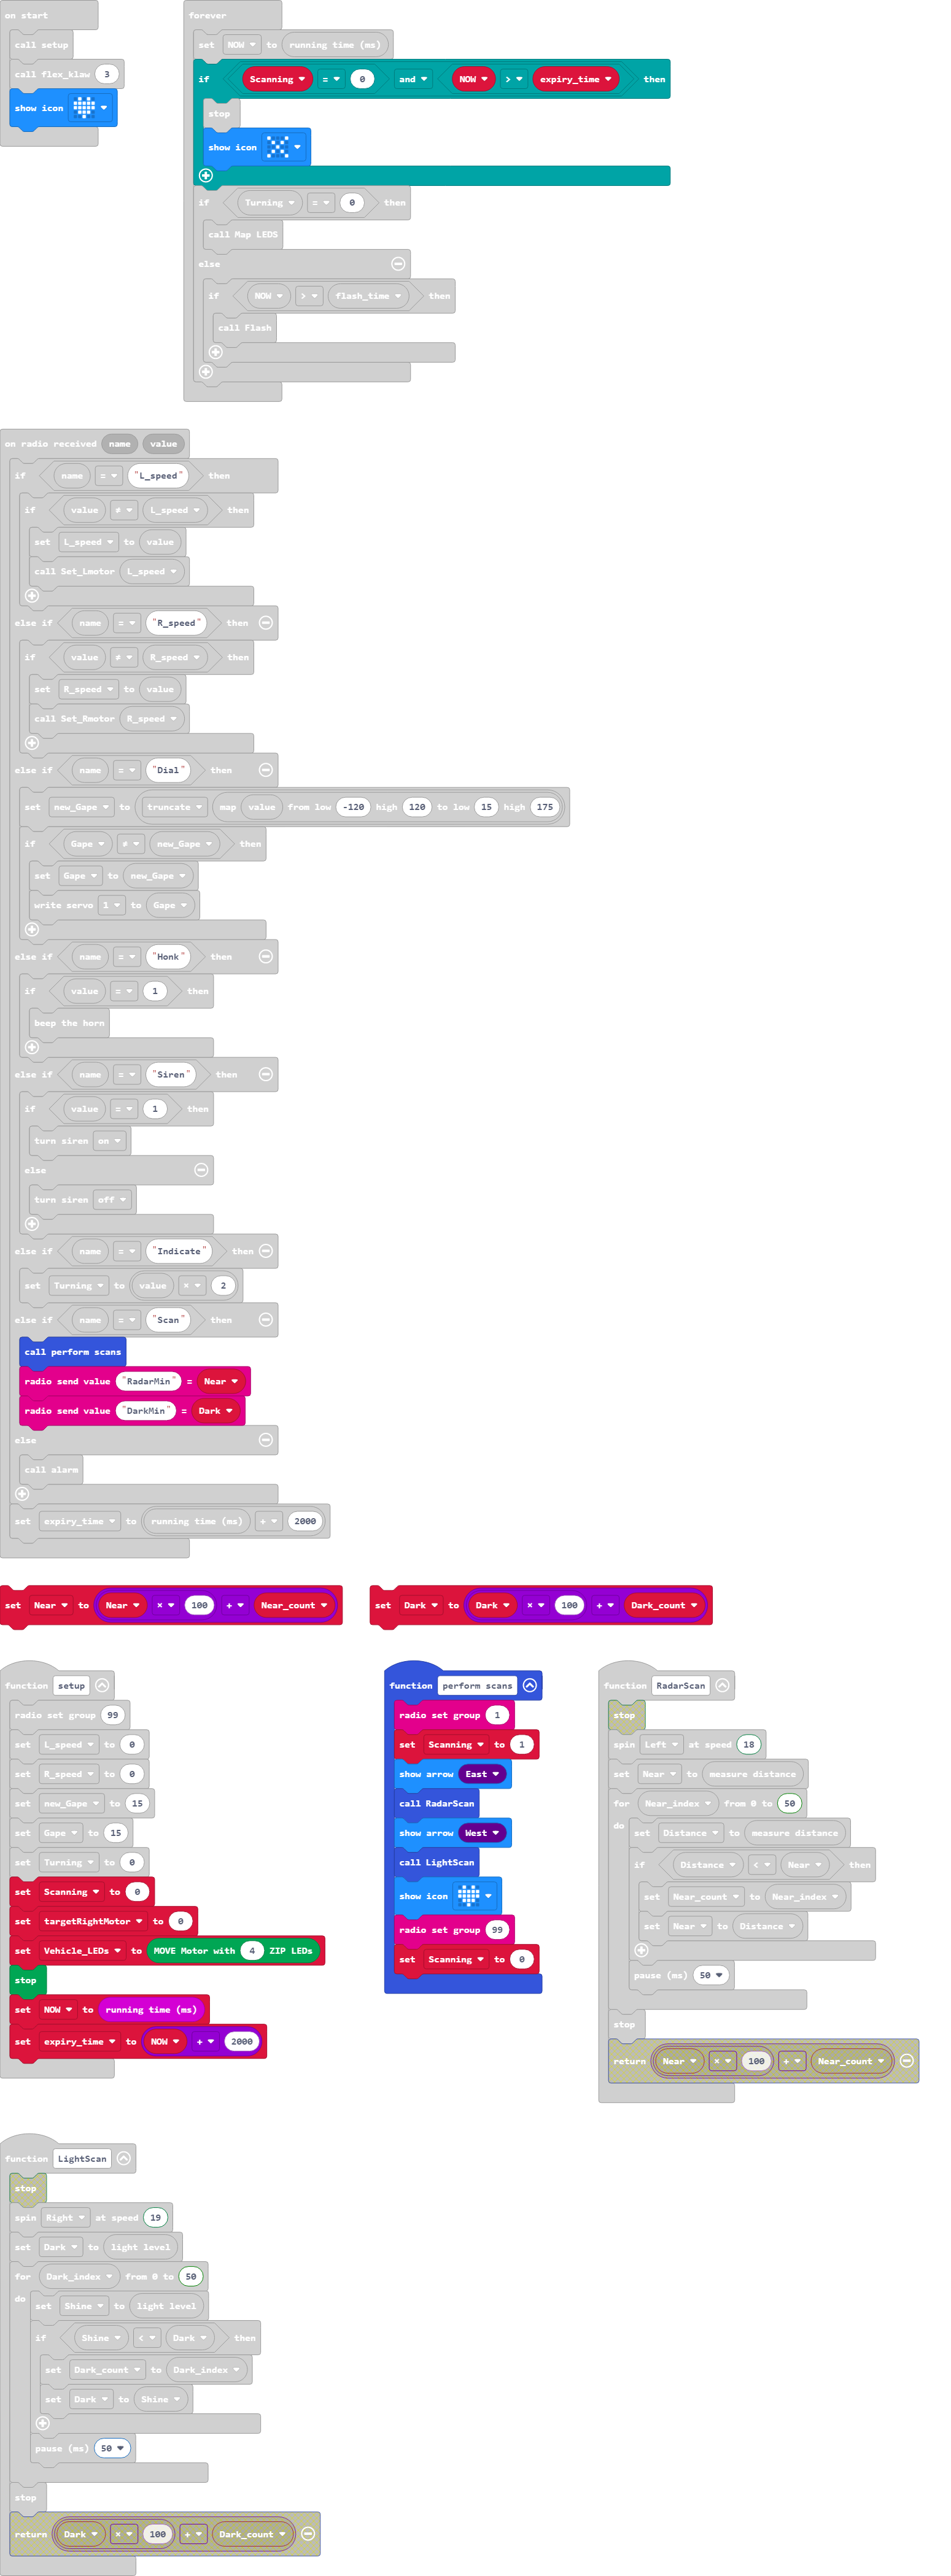 on start
call setup
call flex_klaw 3
show icon
forever
set NOW to running time (ms)
if Scanning = 0 and NOW > expiry_time then
stop
show icon
if Turning = 0 then
call Map LEDS
else
if NOW > flash_time then
call Flash
on radio received name value
if name = "L_speed" then
if value ≠ L_speed then
set L_speed to value
call Set_Lmotor L_speed
else if name = "R_speed" then
if value ≠ R_speed then
set R_speed to value
call Set_Rmotor R_speed
else if name = "Dial" then
set new_Gape to truncate map value from low -120 high 120 to low 15 high 175
if Gape ≠ new_Gape then
set Gape to new_Gape
write servo 1 to Gape
else if name = "Honk" then
if value = 1 then
beep the horn
else if name = "Siren" then
if value = 1 then
turn siren on
else
turn siren off
else if name = "Indicate" then
set Turning to value × 2
else if name = "Scan" then
call perform scans
radio send value "RadarMin" = Near
radio send value "DarkMin" = Dark
else
call alarm
set expiry_time to running time (ms) + 2000
set Near to Near × 100 + Near_count
set Dark to Dark × 100 + Dark_count
function setup
radio set group 99
set L_speed to 0
set R_speed to 0
set new_Gape to 15
set Gape to 15
set Turning to 0
set Scanning to 0
set targetRightMotor to 0
set Vehicle_LEDs to MOVE Motor with 4 ZIP LEDs
stop
set NOW to running time (ms)
set expiry_time to NOW + 2000
function perform scans
radio set group 1
set Scanning to 1
show arrow East
call RadarScan
show arrow West
call LightScan
show icon
radio set group 99
set Scanning to 0
function RadarScan
stop
spin Left at speed 18
set Near to measure distance
for Near_index from 0 to 50
do set Distance to measure distance
if Distance < Near then
set Near_count to Near_index
set Near to Distance
pause (ms) 50
stop
return Near × 100 + Near_count
function LightScan
stop
spin Right at speed 19
set Dark to light level
for Dark_index from 0 to 50
do set Shine to light level
if Shine < Dark then
set Dark_count to Dark_index
set Dark to Shine
pause (ms) 50
stop
return Dark × 100 + Dark_count